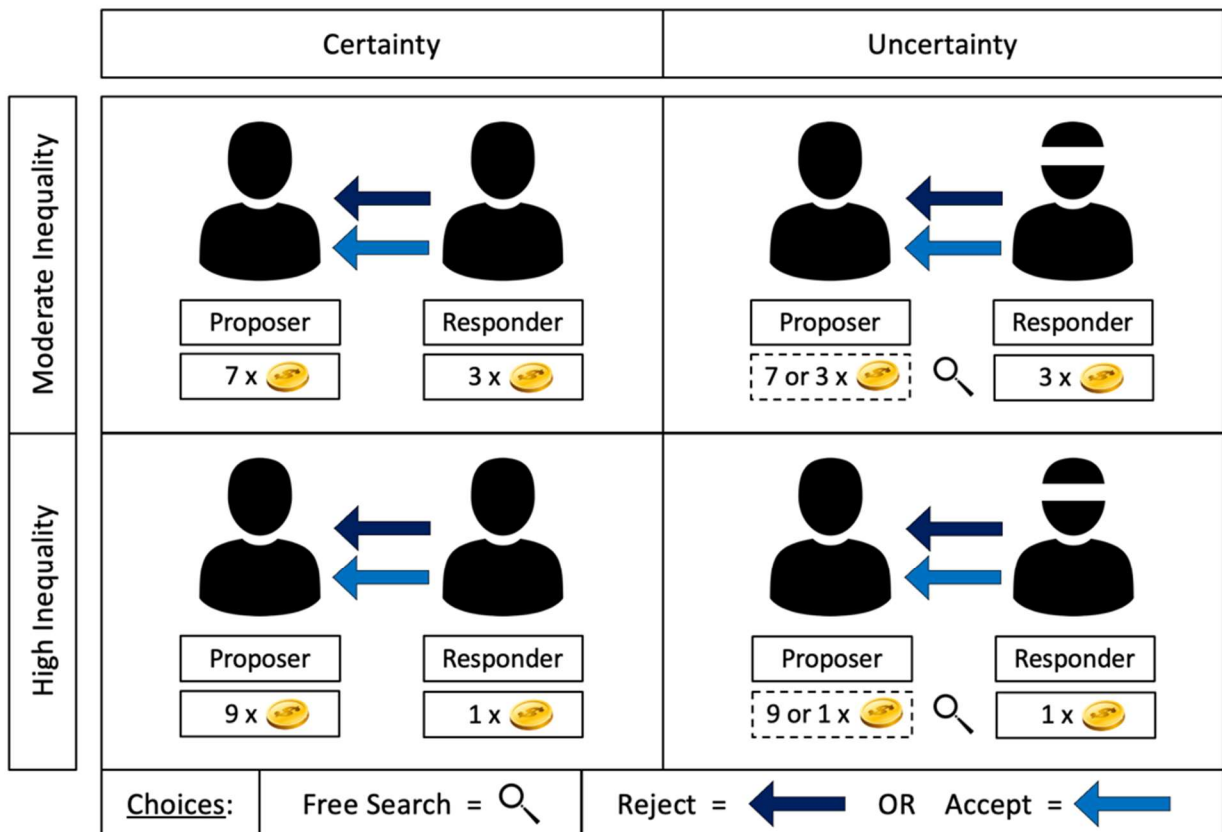 Certainty
Uncertainty
Moderate Inequality
Proposer
Responder
7 x
3 x
Proposer
Responder
7 or 3 x
3 x
High Inequality
Proposer
Responder
9 x
1 x
Proposer
Responder
9 or 1 x
1 x
Choices: Free Search = Reject = OR Accept =